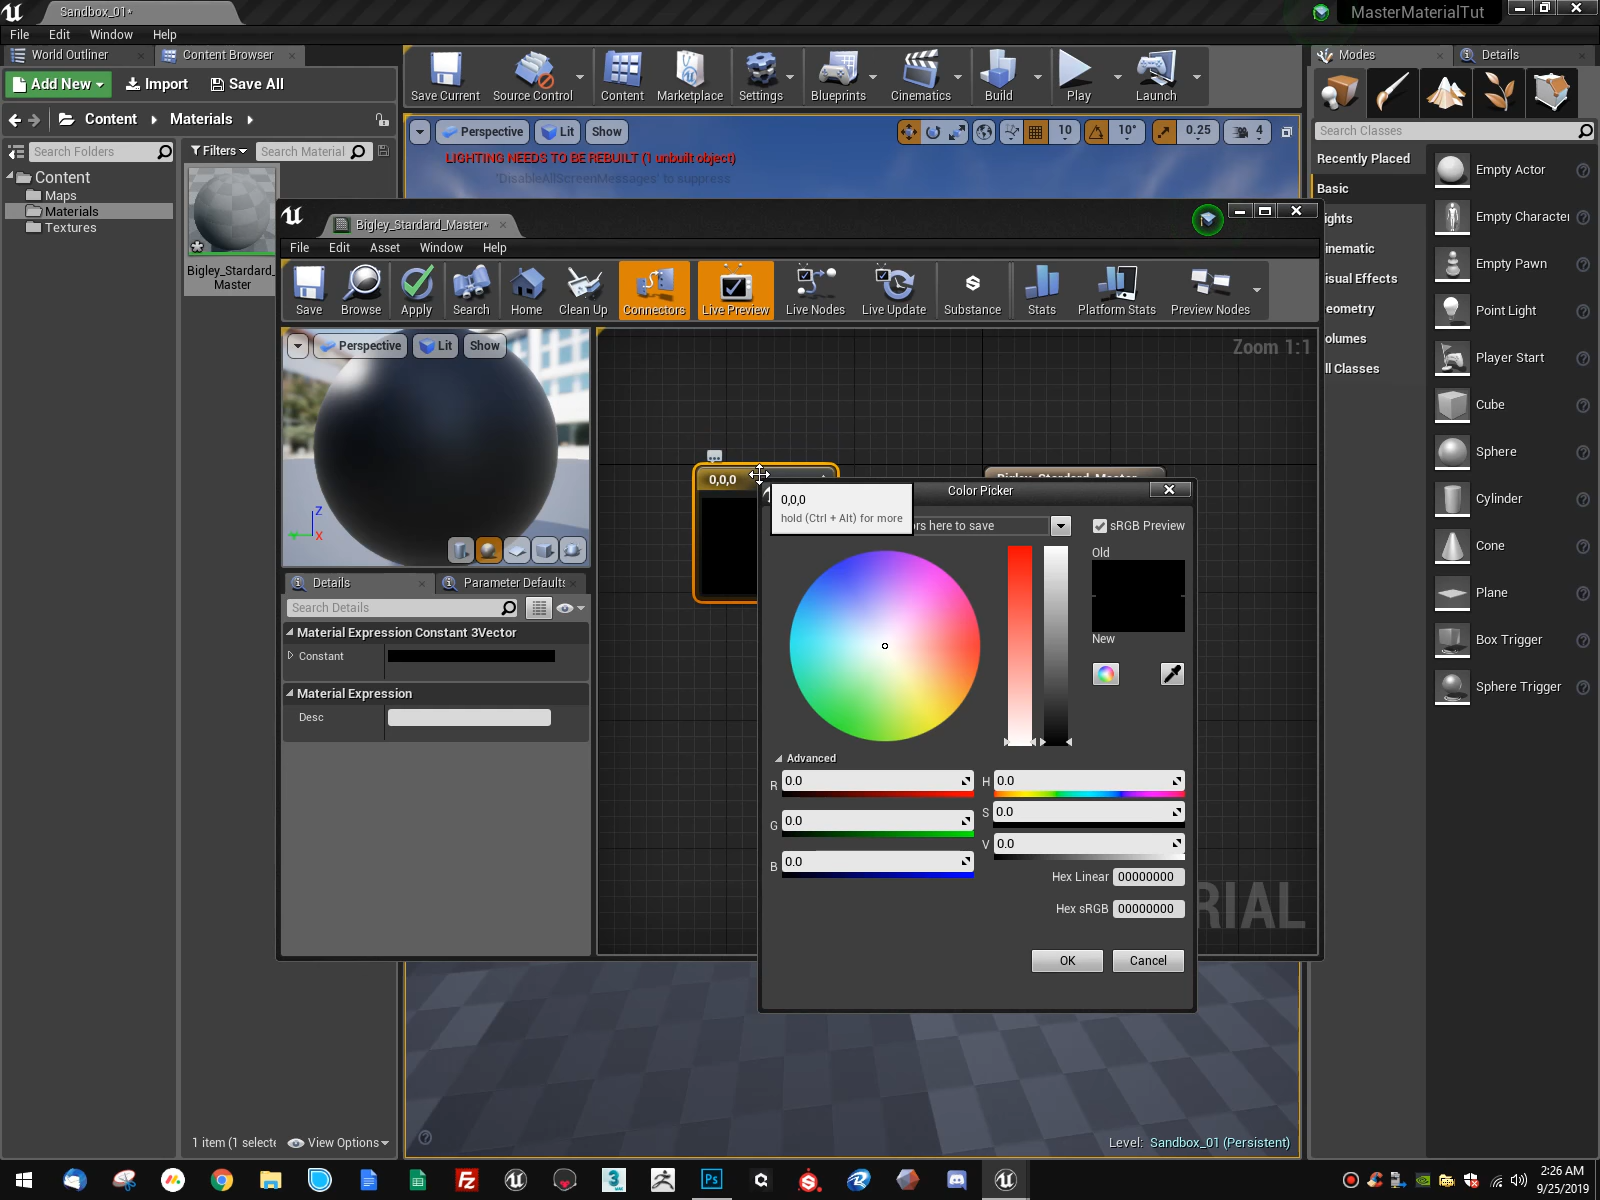 Sandbox_01*
MasterMaterialTut
File Edit Window Help
World Outliner
Content Browser
Add New
Import
Save All
Content
Materials
Search Folders
Filters
Search Material
Content
Maps
Materials
Textures
Bigley_Stardard_
Master
1 item (1 selecte
View Options
Save Current
Source Control
Content
Marketplace
Settings
Blueprints
Cinematics
Build
Play
Launch
Perspective
Lit
Show
10
10°
0.25
4
LIGHTING NEEDS TO BE REBUILT (1 unbuilt object)
'DisableAllScreenMessages' to suppress
Level: Sandbox_01 (Persistent)
Modes
Details
Search Classes
Recently Placed
Basic
ights
inematic
isual Effects
eometry
olumes
ll Classes
Empty Actor
Empty Character
Empty Pawn
Point Light
Player Start
Cube
Sphere
Cylinder
Cone
Plane
Box Trigger
Sphere Trigger
Bigley_Stardard_Master*
File Edit Asset Window Help
Save
Browse
Apply
Search
Home
Clean Up
Connectors
Live Preview
Live Nodes
Live Update
Substance
Stats
Platform Stats
Preview Nodes
Perspective
Lit
Show
Z
X
Y
Details
Parameter Defaults
Search Details
Material Expression Constant 3Vector
Constant
Material Expression
Desc
Zoom 1:1
0,0,0
Bigley_Stardard_Master
RIAL
0,0,0
hold (Ctrl + Alt) for more
Color Picker
ors here to save
sRGB Preview
Old
New
Advanced
R 0.0
G 0.0
B 0.0
H 0.0
S 0.0
V 0.0
Hex Linear 00000000
Hex sRGB 00000000
OK
Cancel
Ps
2:26 AM
9/25/2019